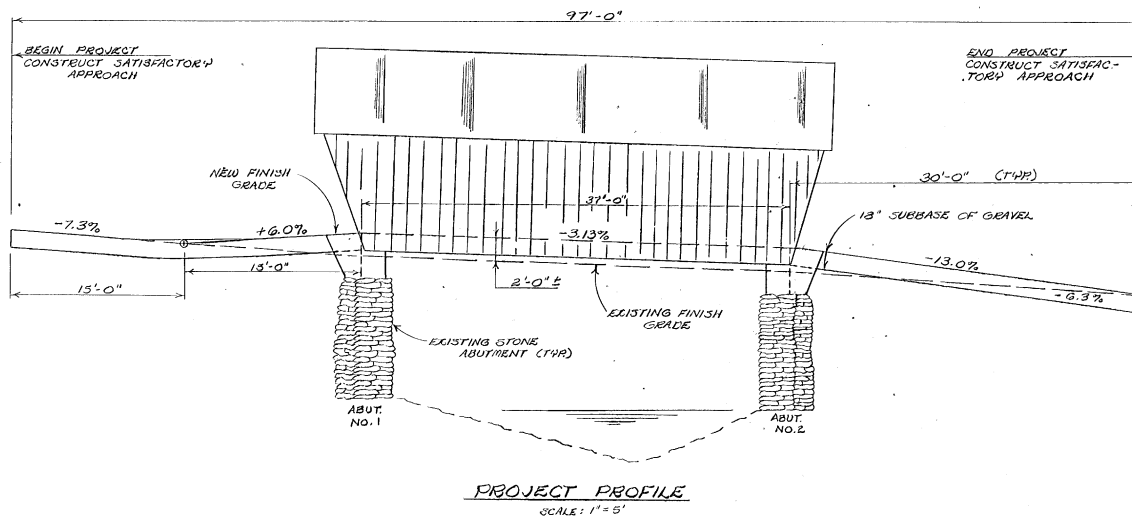 97'-0"
BEGIN PROJECT
CONSTRUCT SATISFACTORY
APPROACH
END PROJECT
CONSTRUCT SATISFAC-
TORY APPROACH
NEW FINISH
GRADE
30'-0" (TYP.)
37'-0"
18" SUBBASE OF GRAVEL
-7.3%
+6.0%
-3.13%
-13.0%
15'-0"
2'-0" ±
15'-0"
-6.3%
EXISTING FINISH
GRADE
EXISTING STONE
ABUTMENT (TYP.)
ABUT.
NO.1
ABUT.
NO.2
PROJECT PROFILE
SCALE: 1" = 5'